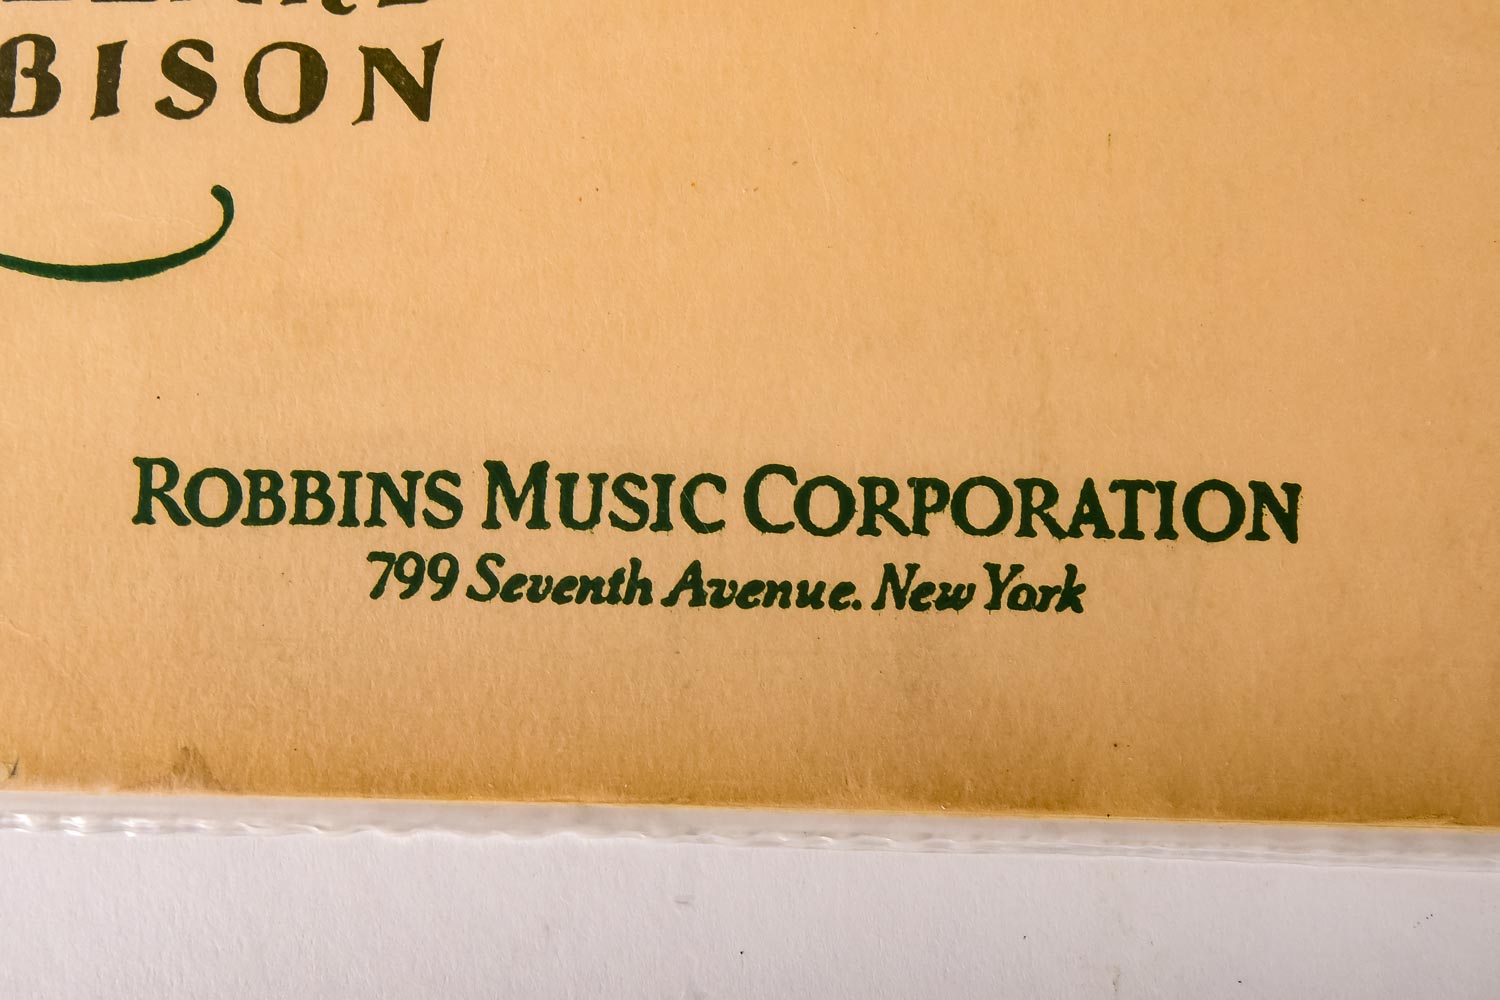 BISON
ROBBINS MUSIC CORPORATION
799 Seventh Avenue. New York